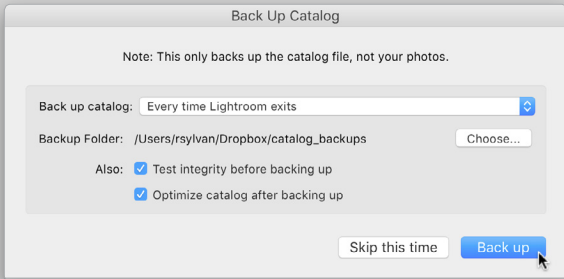 Back Up Catalog
Note: This only backs up the catalog file, not your photos.
Back up catalog: Every time Lightroom exits
Backup Folder: /Users/rsylvan/Dropbox/catalog_backups Choose...
Also: Test integrity before backing up
Optimize catalog after backing up
Skip this time Back up